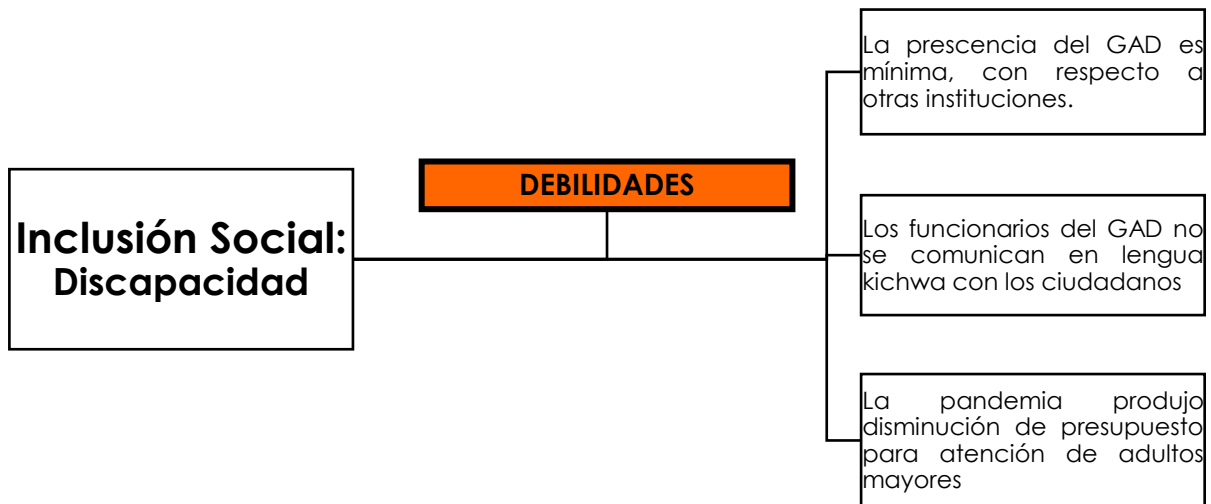 Inclusión Social:
Discapacidad
DEBILIDADES
La prescencia del GAD es
mínima, con respecto a
otras instituciones.
Los funcionarios del GAD no
se comunican en lengua
kichwa con los ciudadanos
La pandemia produjo
disminución de presupuesto
para atención de adultos
mayores